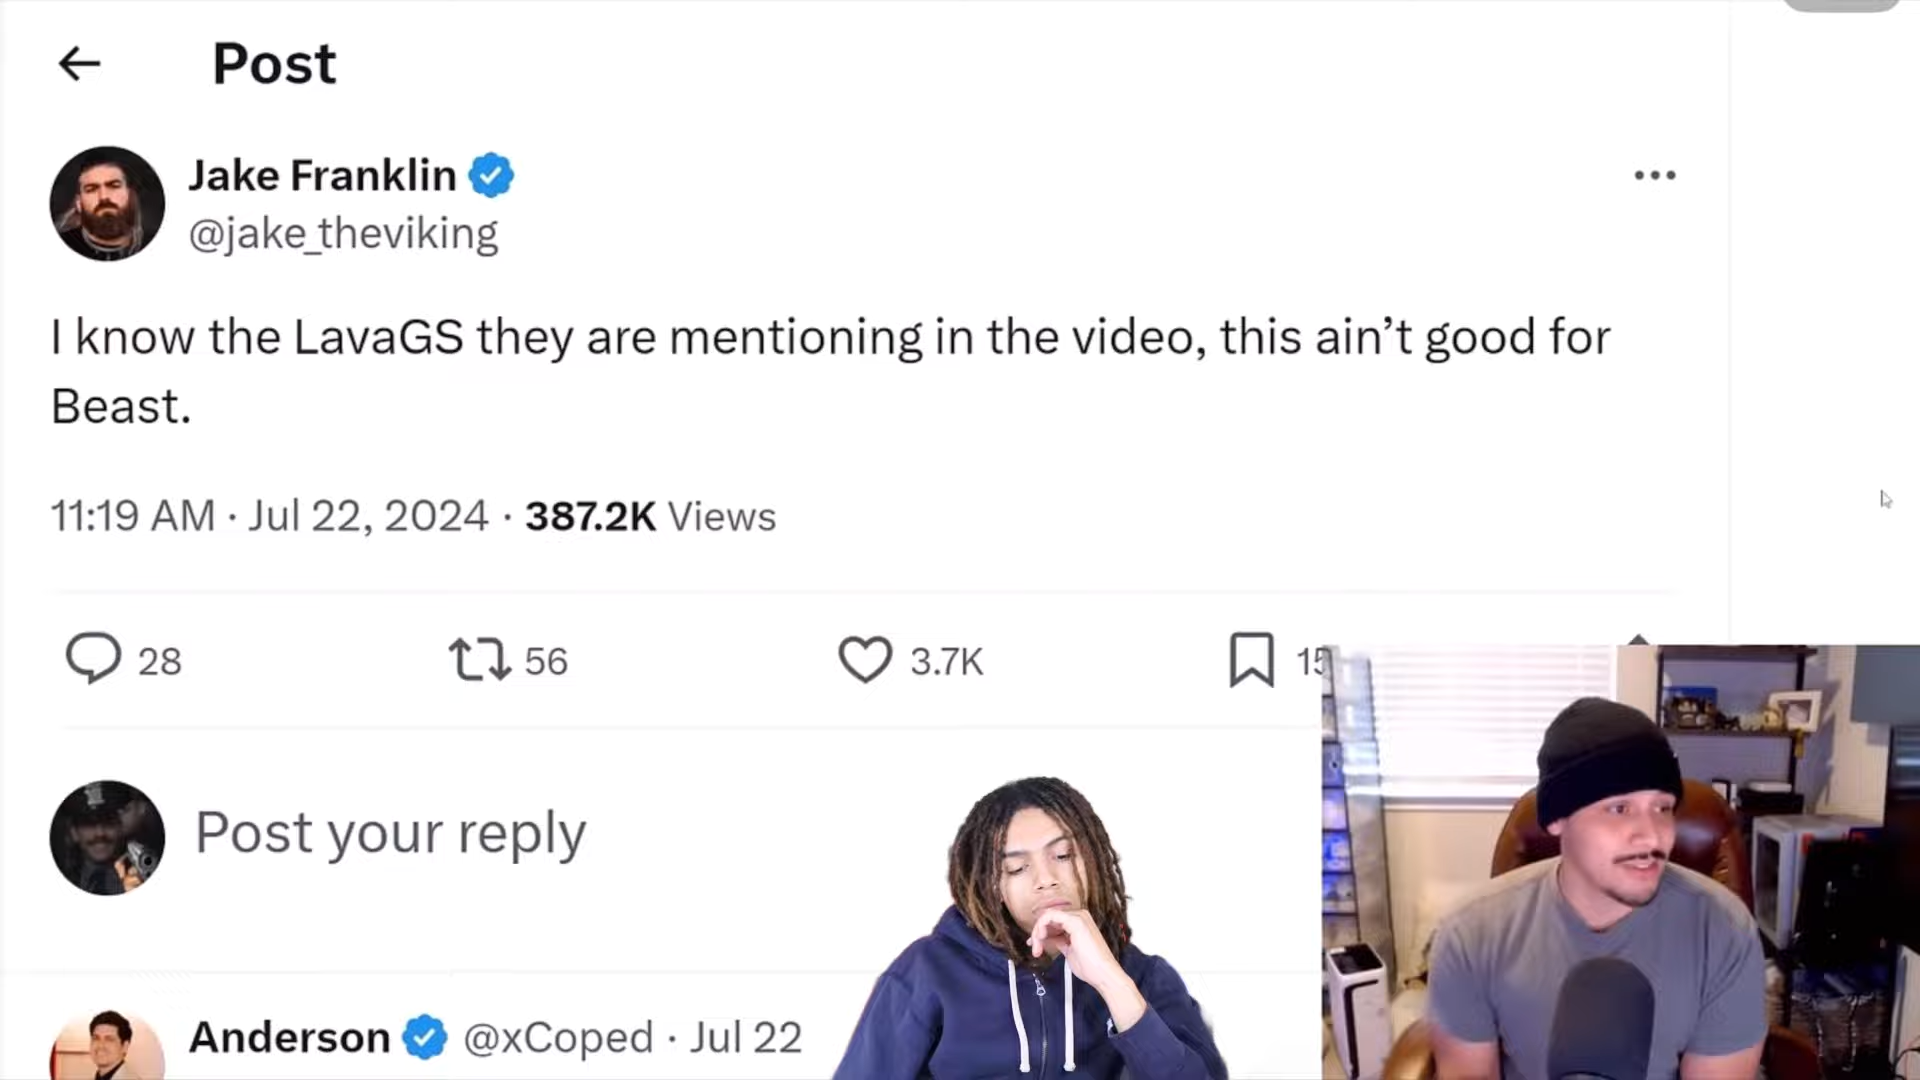 Post
Jake Franklin
@jake_theviking
I know the LavaGS they are mentioning in the video, this ain’t good for
Beast.
11:19 AM · Jul 22, 2024 · 387.2K Views
28 56 3.7K
Post your reply
Anderson @xCoped · Jul 22